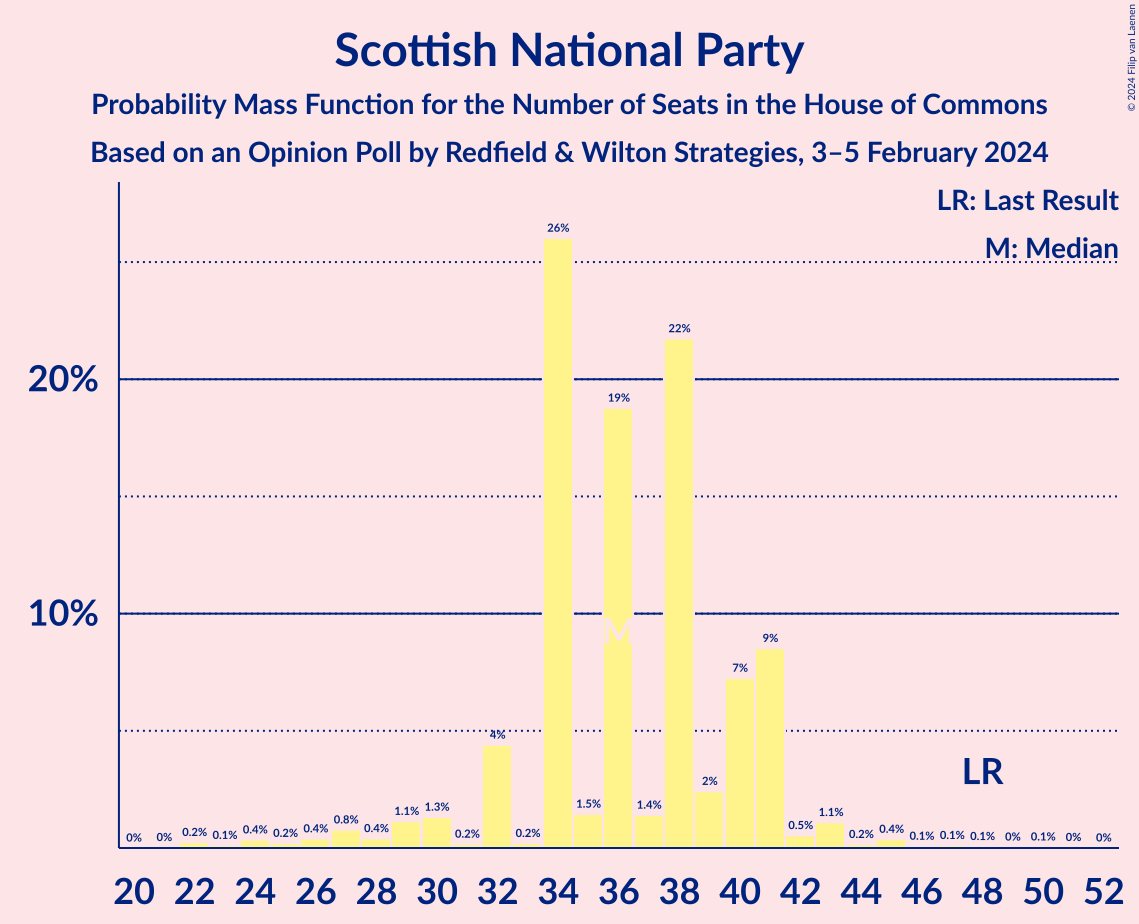 Scottish National Party
Probability Mass Function for the Number of Seats in the House of Commons
Based on an Opinion Poll by Redfield & Wilton Strategies, 3–5 February 2024
© 2024 Filip van Laenen
LR: Last Result
M: Median
20%
10%
0% 0% 0.2% 0.1% 0.4% 0.2% 0.4% 0.8% 0.4% 1.1% 1.3% 0.2% 4% 0.2% 26% 1.5% 19% 1.4% 22% 2% 7% 9% 0.5% 1.1% 0.2% 0.4% 0.1% 0.1% 0.1% 0% 0.1% 0% 0%
M
LR
20 22 24 26 28 30 32 34 36 38 40 42 44 46 48 50 52